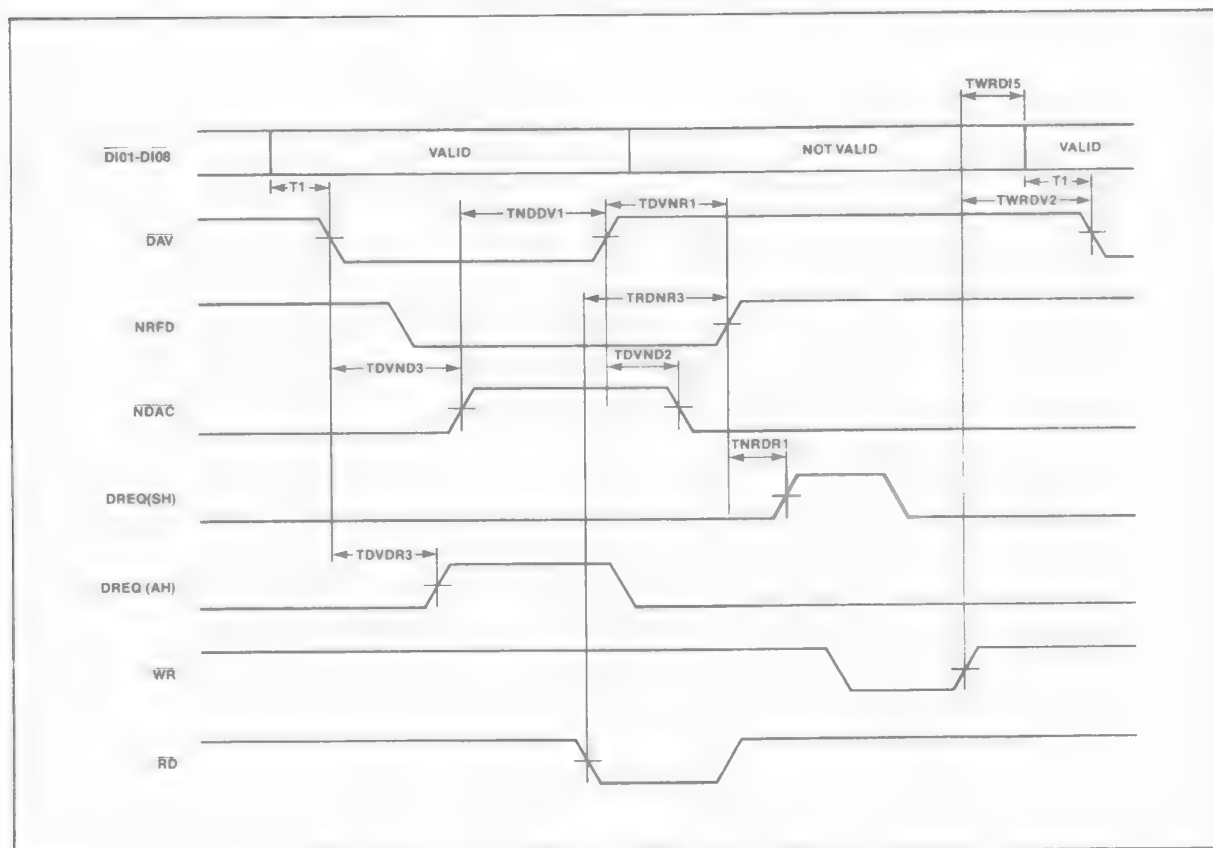 TWRDI5
DI01-DI08 VALID NOT VALID VALID
T1 T1
TNDDV1 TDVNR1 TWRDV2
DAV
TRDNR3
NRFD
TDVND2
TDVND3
NDAC
TNRDR1
DREQ(SH)
TDVDR3
DREQ (AH)
WR
RD